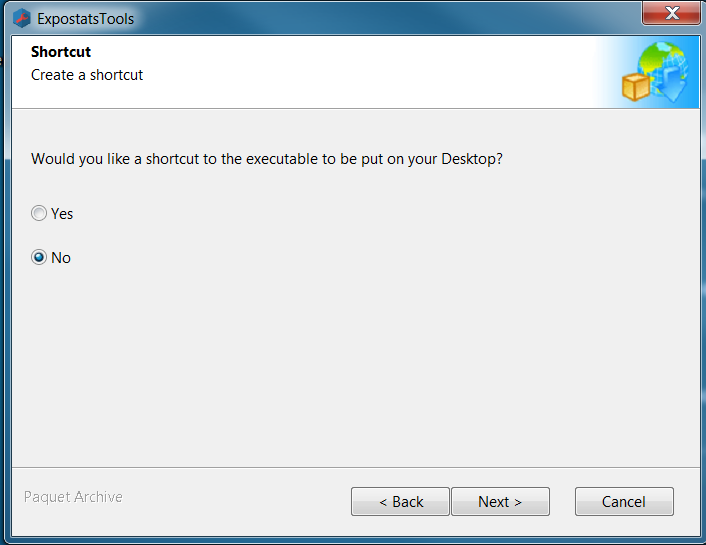 ExpostatsTools
Shortcut
Create a shortcut
Would you like a shortcut to the executable to be put on your Desktop?
Yes
No
Paquet Archive
< Back
Next >
Cancel